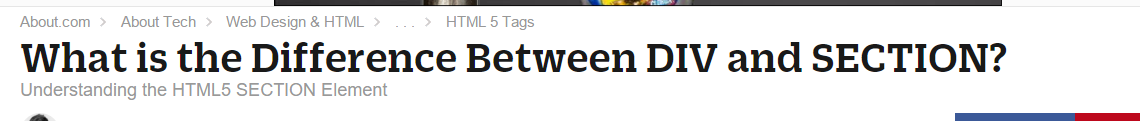 About.com > About Tech > Web Design & HTML > . . . > HTML 5 Tags
What is the Difference Between DIV and SECTION?
Understanding the HTML5 SECTION Element